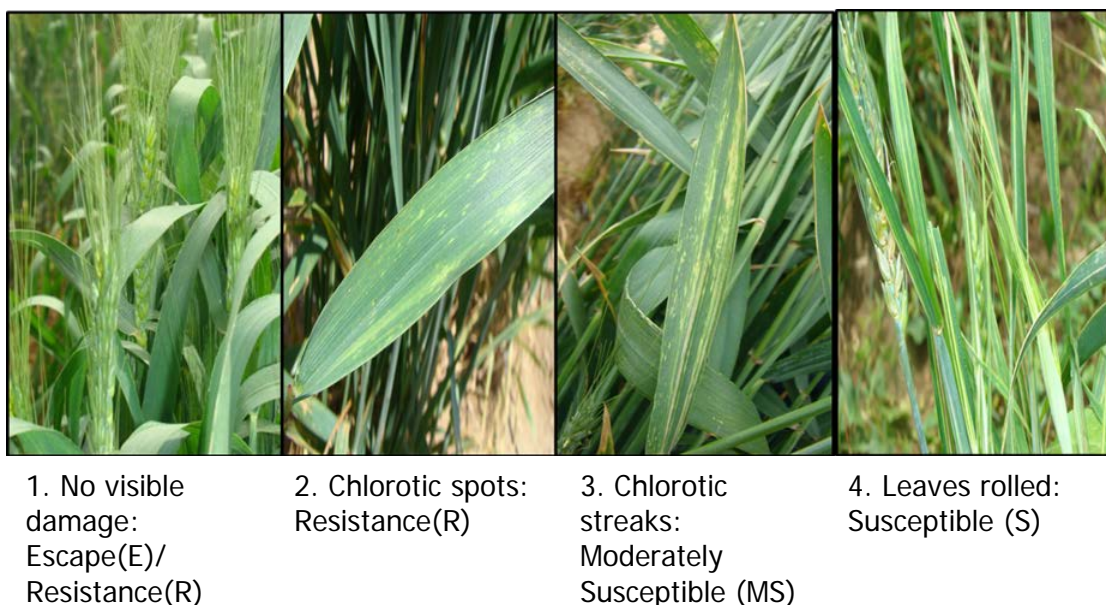 1. No visible
damage:
Escape(E)/
Resistance(R)
2. Chlorotic spots:
Resistance(R)
3. Chlorotic
streaks:
Moderately
Susceptible (MS)
4. Leaves rolled:
Susceptible (S)